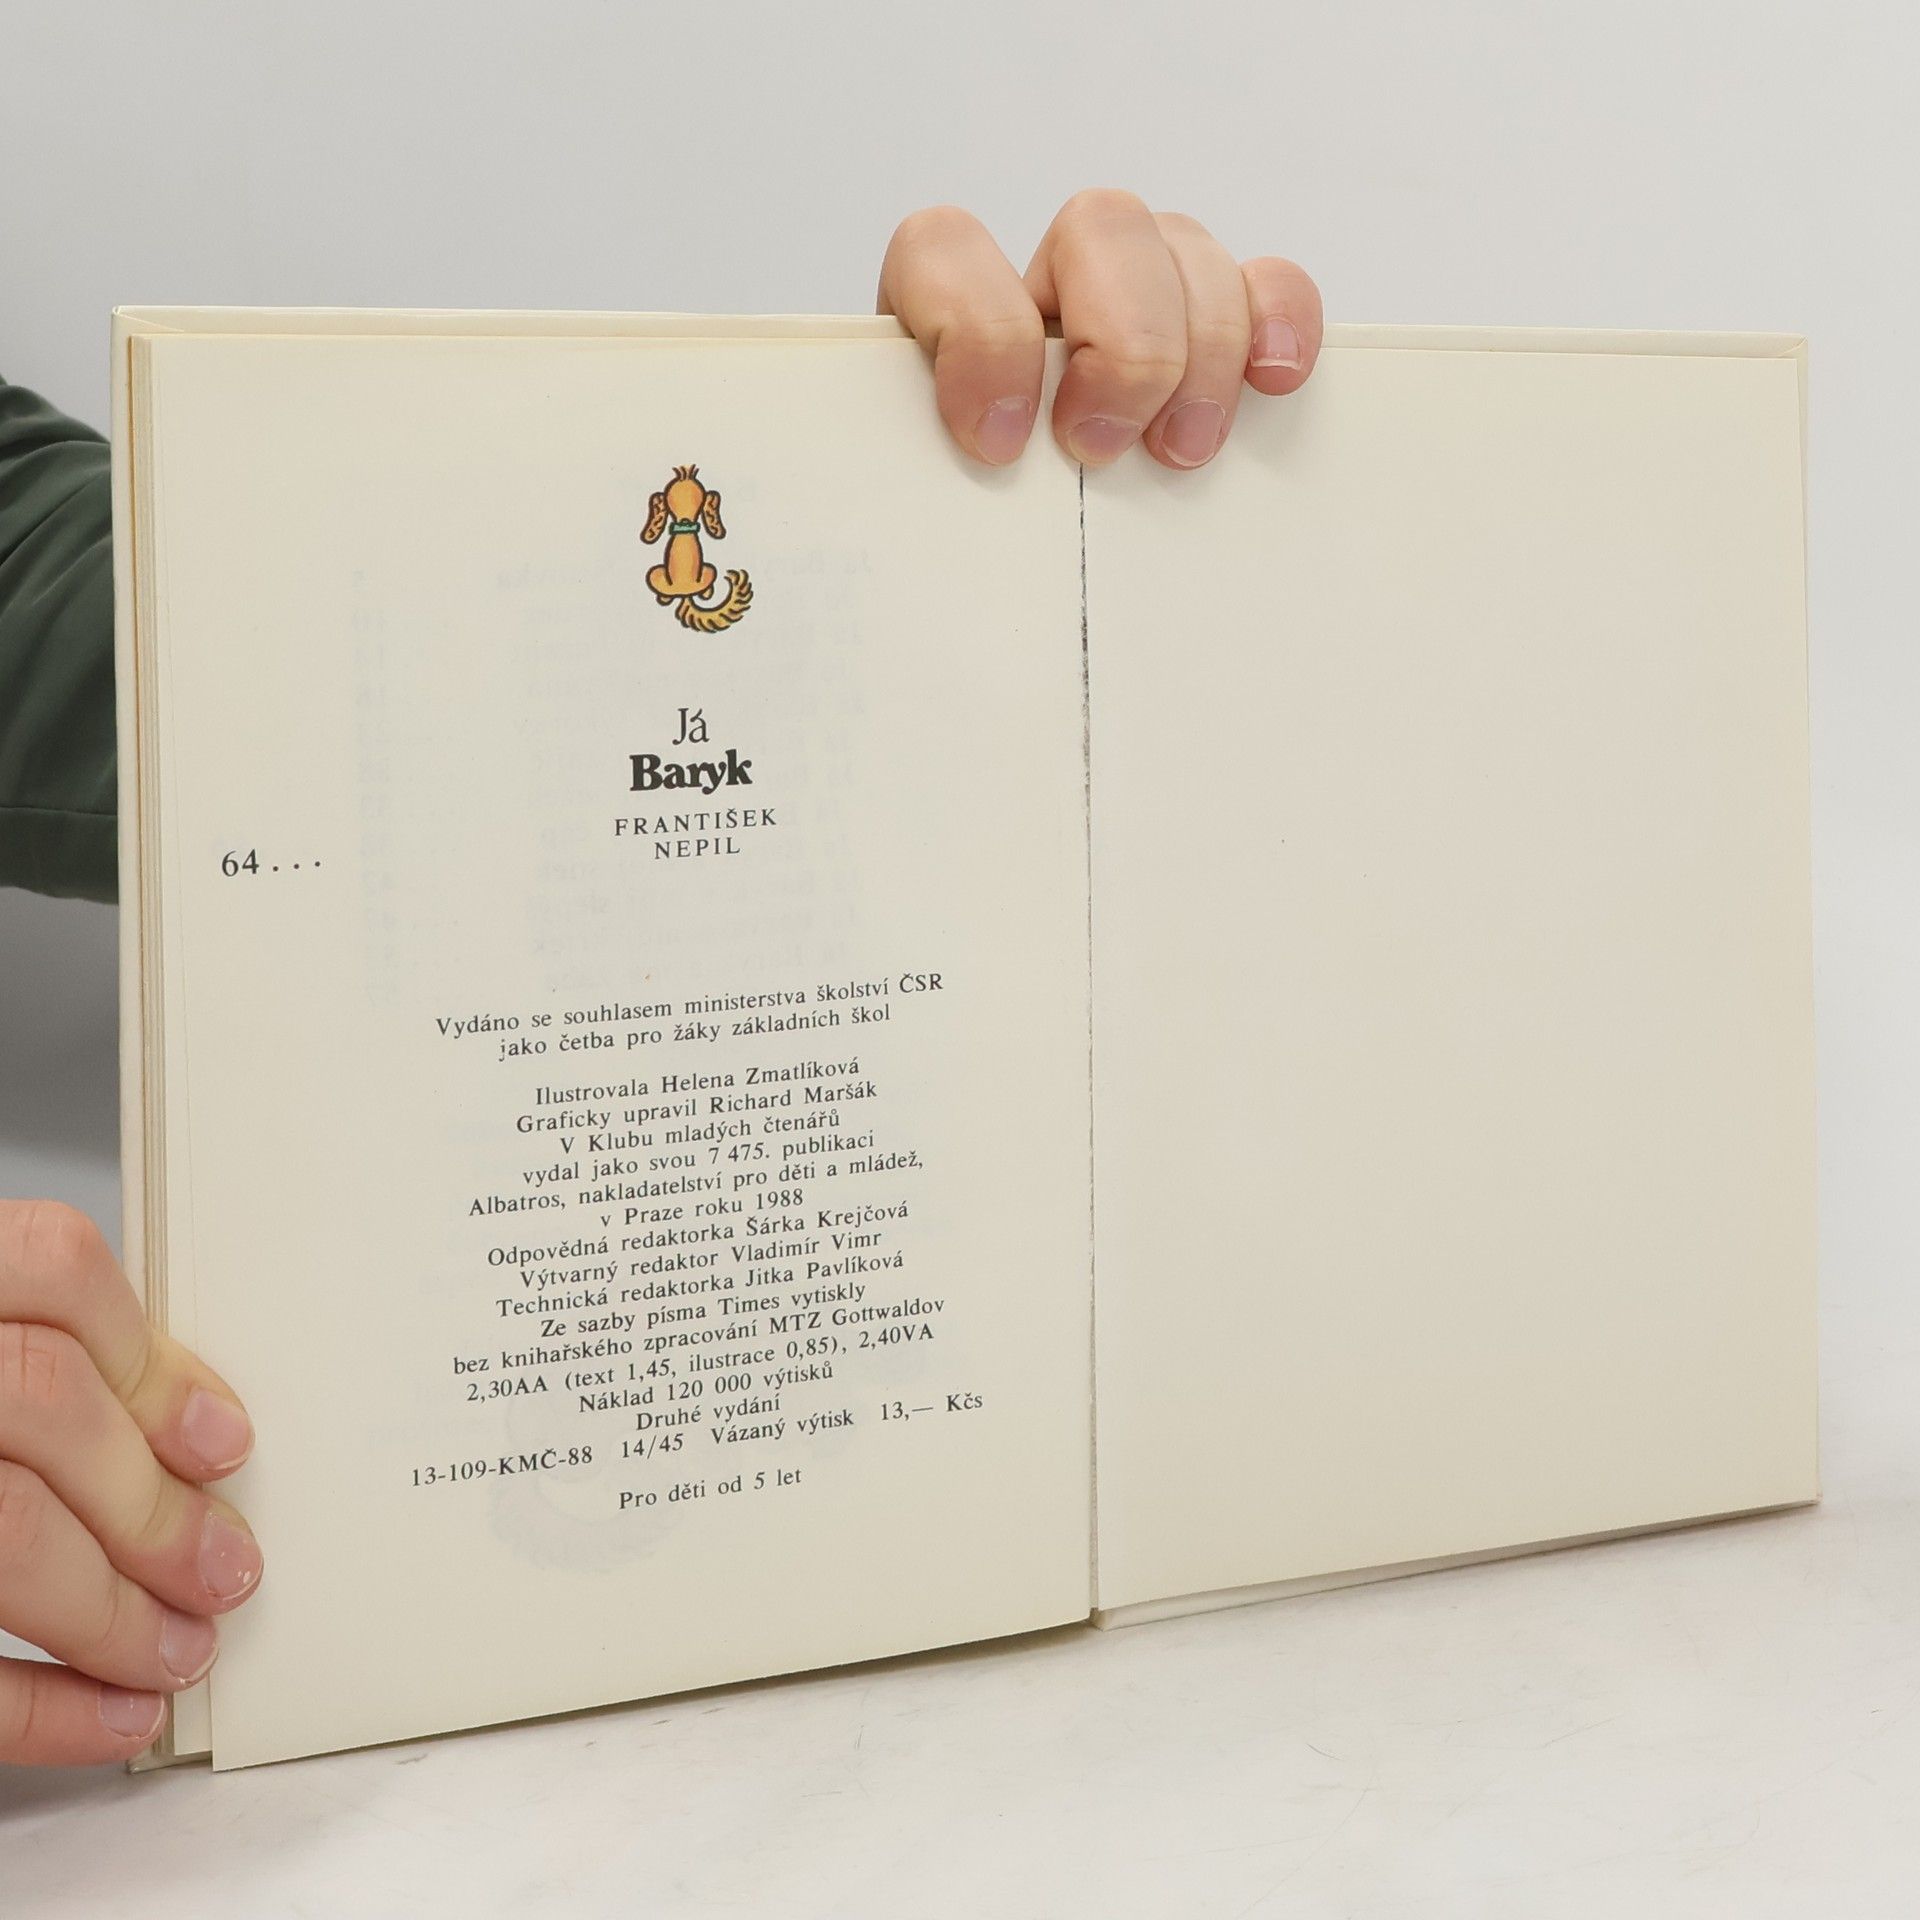 Já
Baryk
FRANTIŠEK
NEPIL
64...
Vydáno se souhlasem ministerstva školství ČSR
jako četba pro žáky základních škol
Ilustrovala Helena Zmatlíková
Graficky upravil Richard Maršák
V Klubu mladých čtenářů
vydal jako svou 7 475. publikaci
Albatros, nakladatelství pro děti a mládež,
v Praze roku 1988
Odpovědná redaktorka Šárka Krejčová
Výtvarný redaktor Vladimír Vimr
Technická redaktorka Jitka Pavlíková
Ze sazby písma Times vytiskly
bez knihařského zpracování MTZ Gottwaldov
2,30AA (text 1,45, ilustrace 0,85), 2,40VA
Náklad 120 000 výtisků
Druhé vydání
13-109-KMČ-88 14/45 Vázaný výtisk 13,— Kčs
Pro děti od 5 let